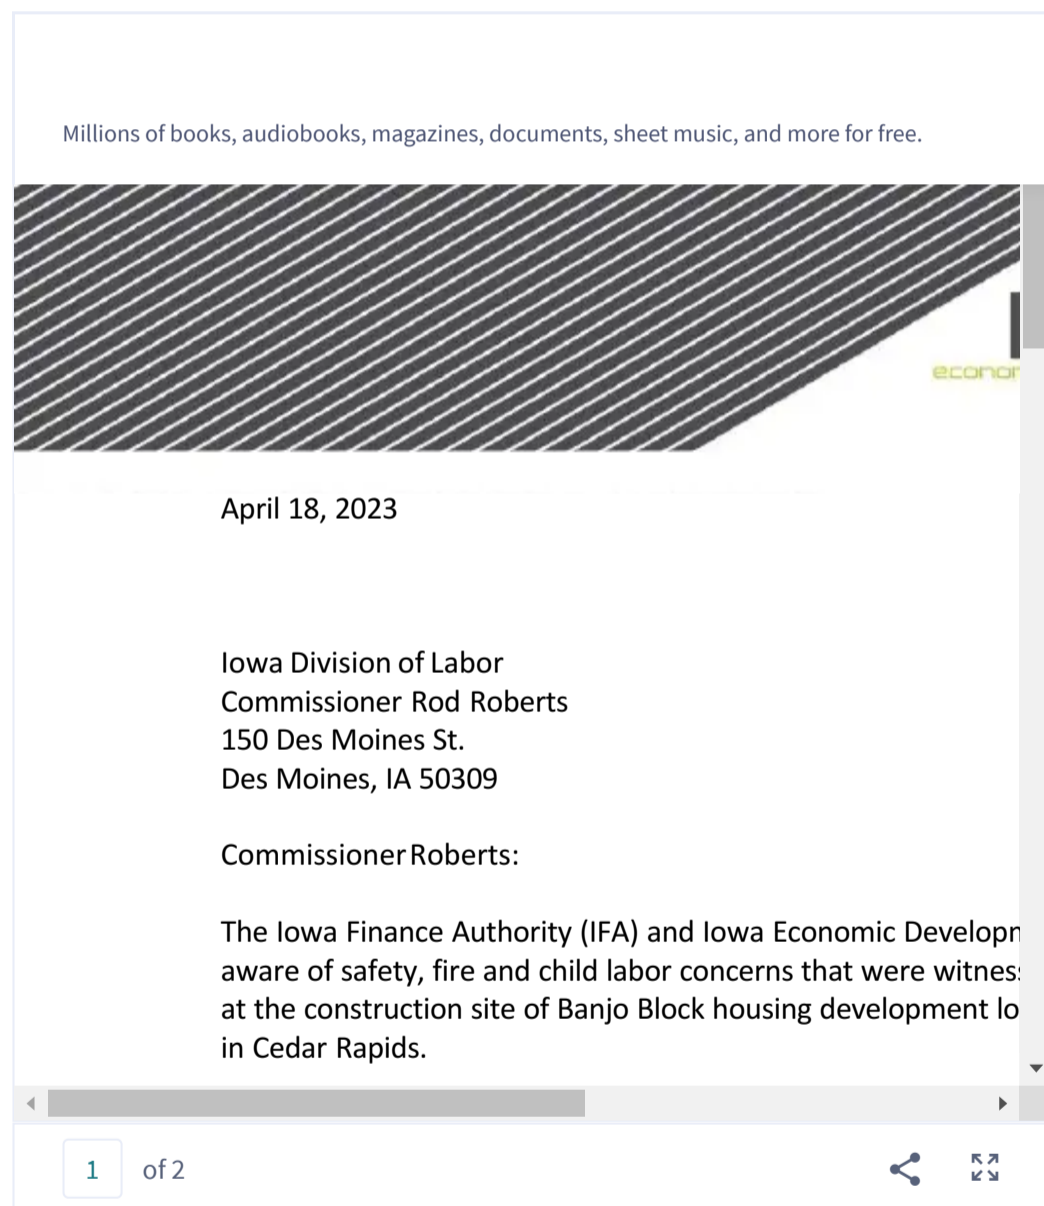 Millions of books, audiobooks, magazines, documents, sheet music, and more for free.
April 18, 2023
Iowa Division of Labor
Commissioner Rod Roberts
150 Des Moines St.
Des Moines, IA 50309
Commissioner Roberts:
The Iowa Finance Authority (IFA) and Iowa Economic
aware of safety, fire and child labor concerns that were
at the construction site of Banjo Block housing development
in Cedar Rapids.
1 of 2